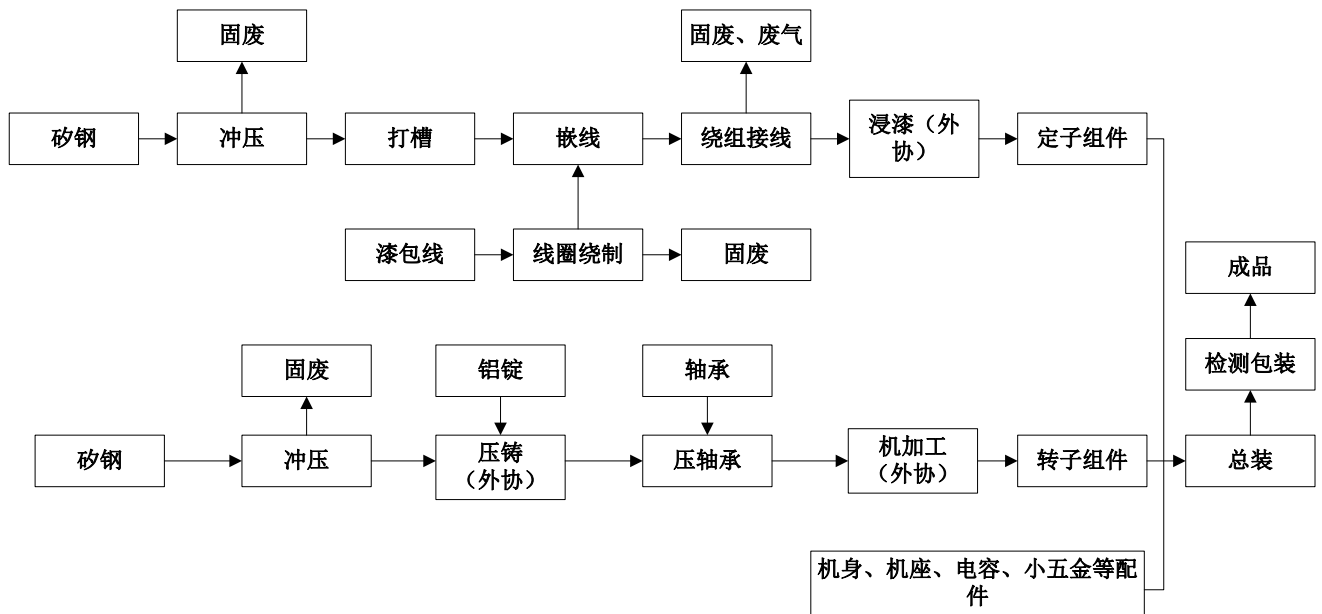 固废
固废、废气
矽钢
冲压
打槽
嵌线
绕组接线
浸漆（外
协）
定子组件
漆包线
线圈绕制
固废
成品
固废
铝锭
轴承
检测包装
矽钢
冲压
压铸
（外协）
压轴承
机加工
（外协）
转子组件
总装
机身、机座、电容、小五金等配
件